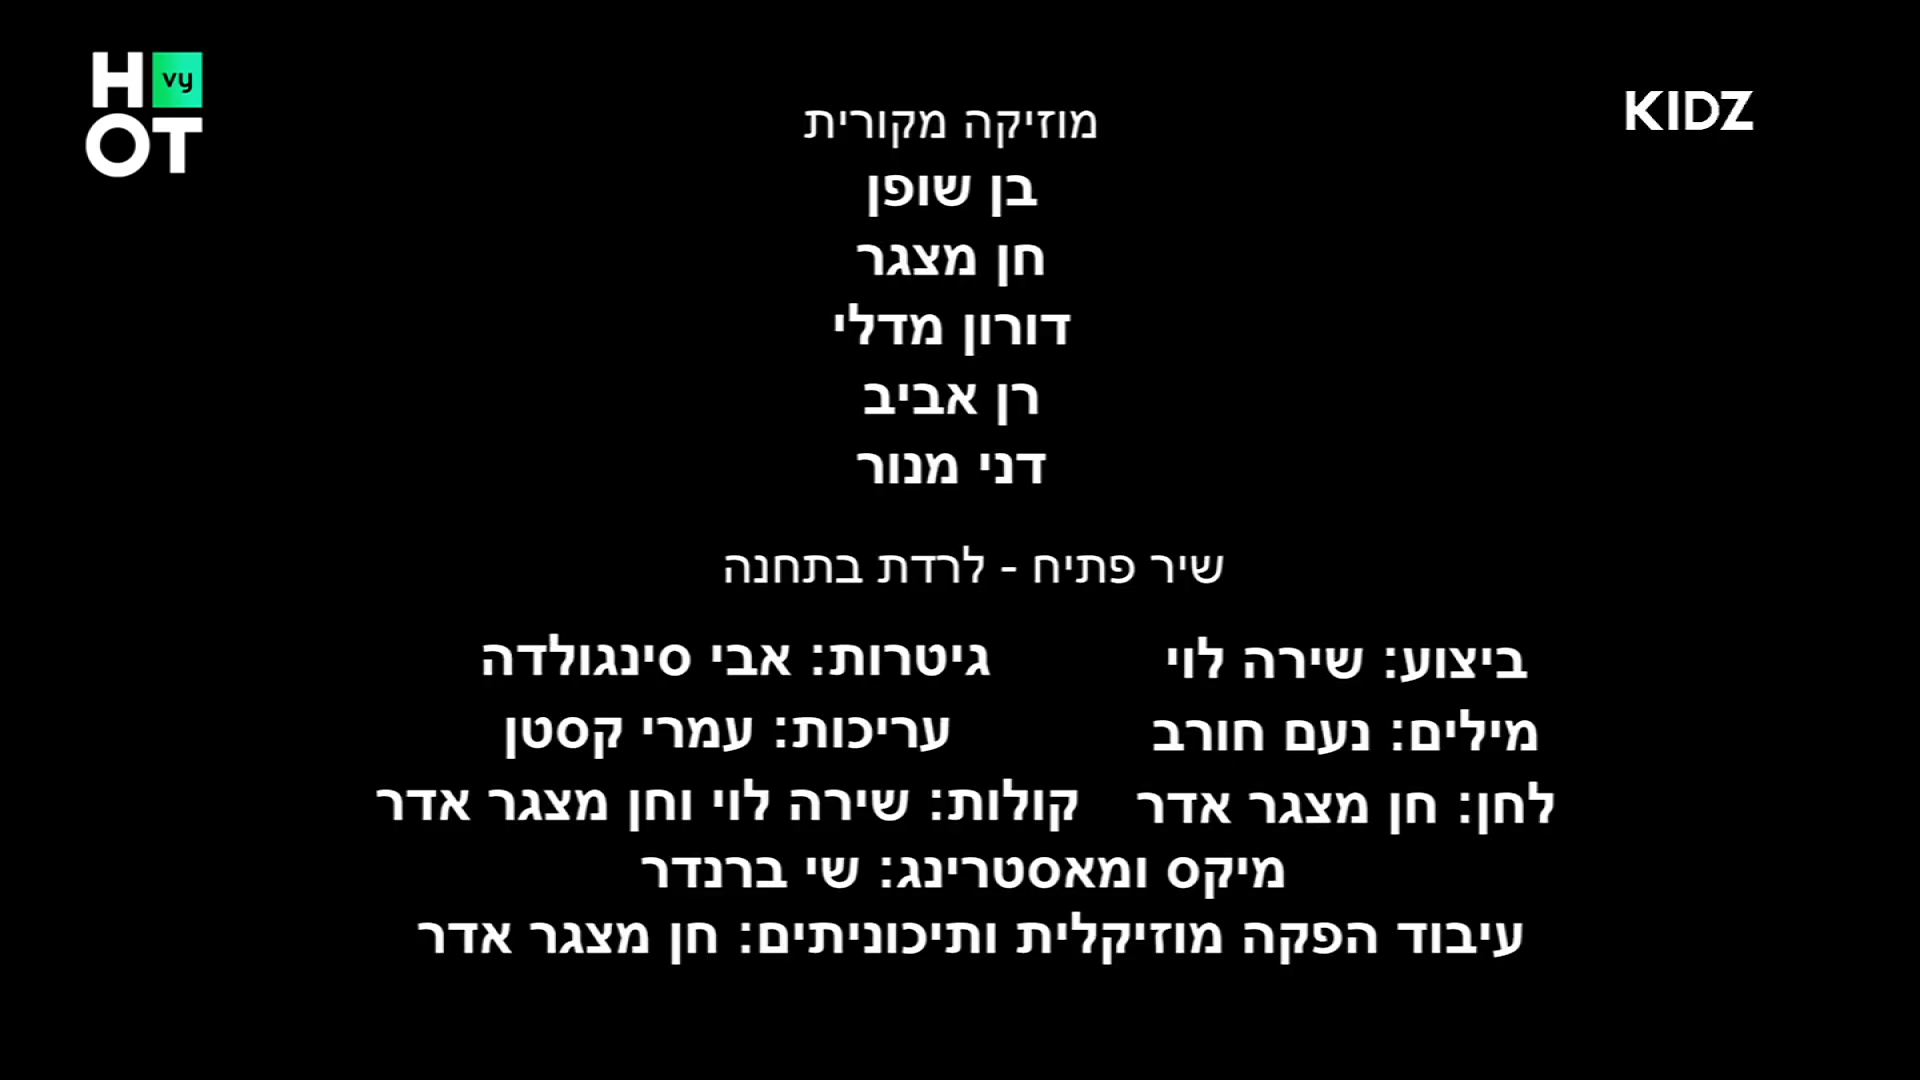 HOT
vy
KIDZ
מוזיקה מקורית
בן שופן
חן מצגר
דורון מדלי
רן אביב
דני מנור
שיר פתיח - לרדת בתחנה
ביצוע: שירה לוי
גיטרות: אבי סינגולדה
מילים: נעם חורב
עריכות: עמרי קסטן
לחן: חן מצגר אדר
קולות: שירה לוי וחן מצגר אדר
מיקס ומאסטרינג: שי ברנדר
עיבוד הפקה מוזיקלית ותיכוניתים: חן מצגר אדר